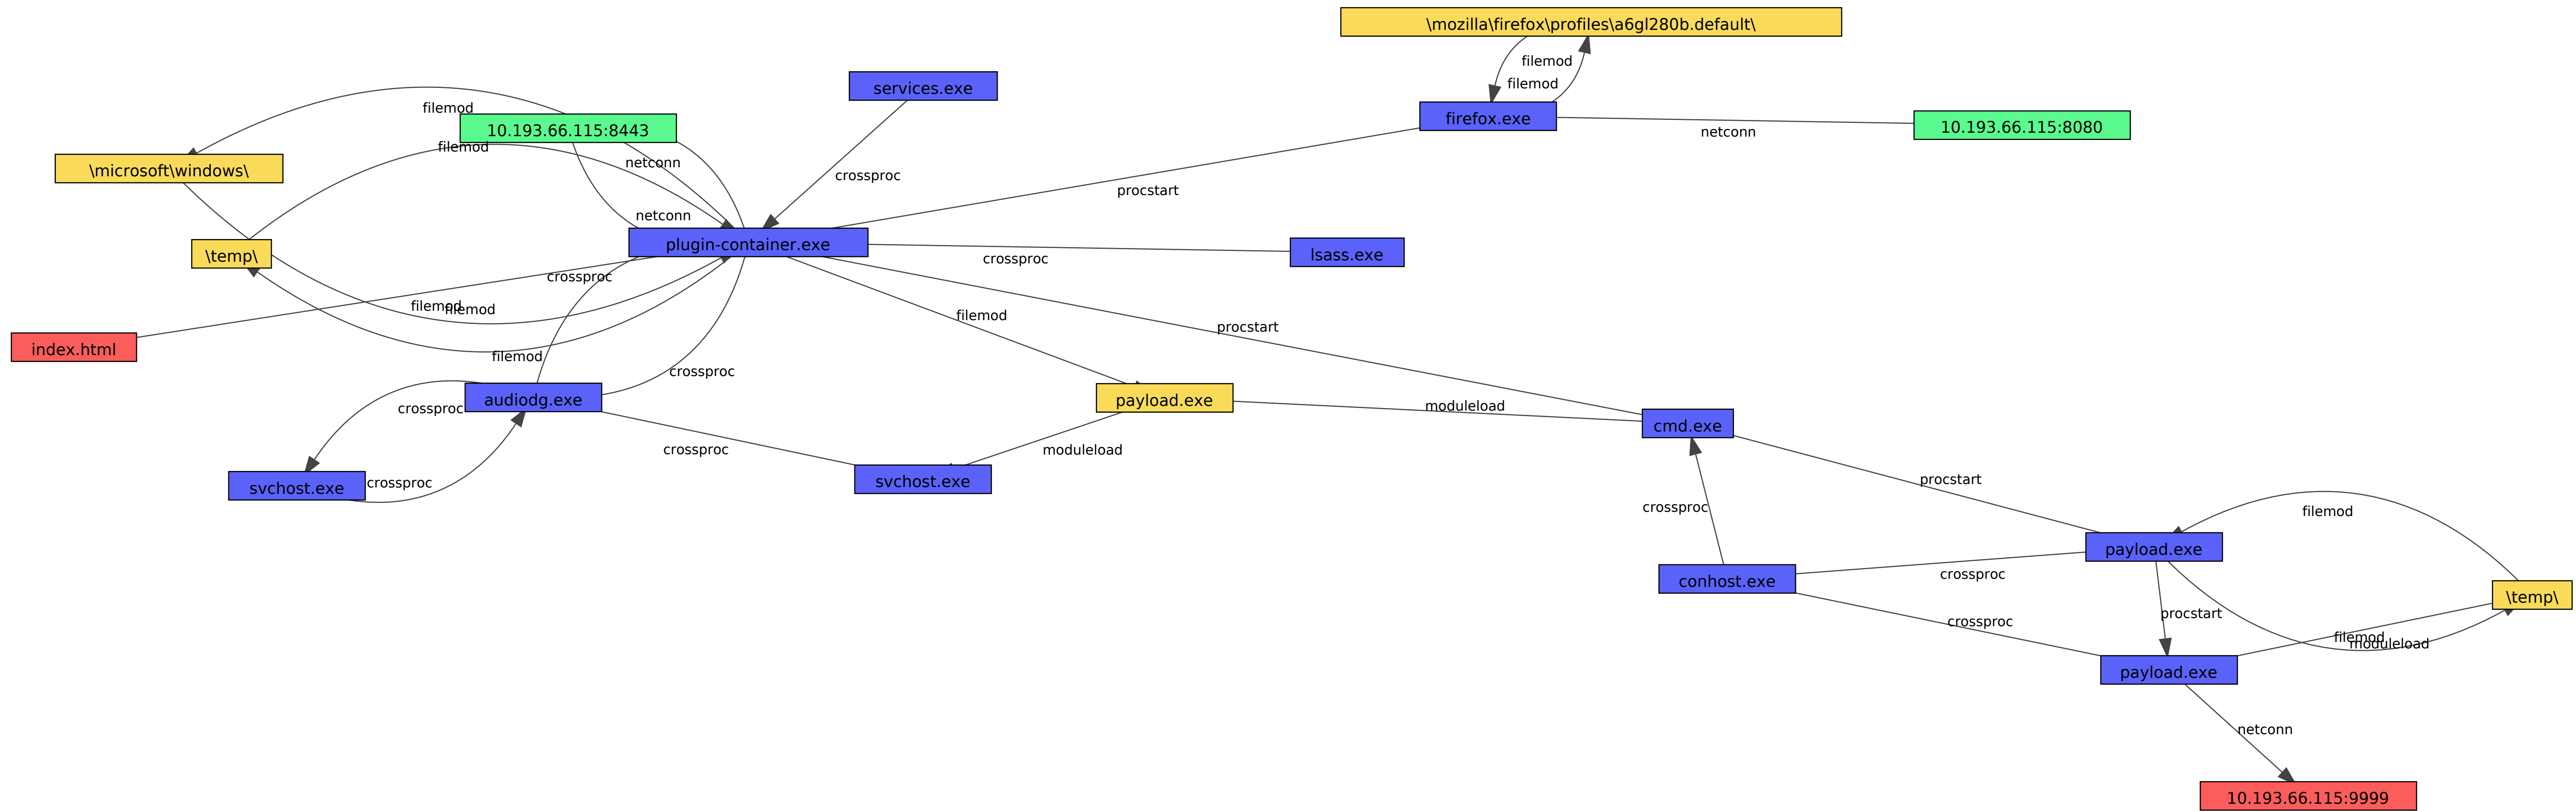 \mozilla\firefox\profiles\a6gl280b.default\
filemod
filemod
services.exe
firefox.exe
10.193.66.115:8080
netconn
filemod
10.193.66.115:8443
filemod
netconn
\microsoft\windows\
crossproc
procstart
netconn
plugin-container.exe
lsass.exe
crossproc
\temp\
crossproc
filemod
filemod
filemod
procstart
index.html
filemod
crossproc
audiodg.exe
crossproc
payload.exe
moduleload
cmd.exe
crossproc
moduleload
svchost.exe
crossproc
svchost.exe
procstart
crossproc
filemod
payload.exe
crossproc
conhost.exe
\temp\
procstart
crossproc
filemod
moduleload
payload.exe
netconn
10.193.66.115:9999